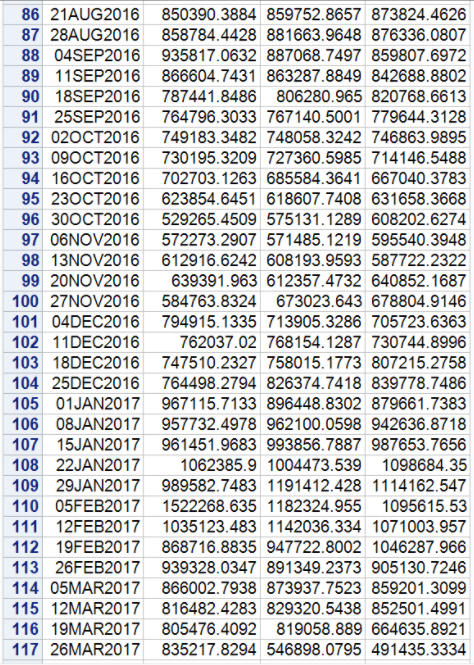 86 21AUG2016 850390.3884 859752.8657 873824.4626
87 28AUG2016 858784.4428 881663.9648 876336.0807
88 04SEP2016 935817.0632 887068.7497 859807.6972
89 11SEP2016 866604.7431 863287.8849 842688.8802
90 18SEP2016 787441.8486 806280.965 820768.6613
91 25SEP2016 764796.3033 767140.5001 779644.3128
92 02OCT2016 749183.3482 748058.3242 746863.9895
93 09OCT2016 730195.3209 727360.5985 714146.5488
94 16OCT2016 702703.1263 685584.3641 667040.3783
95 23OCT2016 623854.6451 618607.7408 631658.3668
96 30OCT2016 529265.4509 575131.1289 608202.6274
97 06NOV2016 572273.2907 571485.1219 595540.3948
98 13NOV2016 612916.6242 608193.9593 587722.2322
99 20NOV2016 639391.963 612357.4732 640852.1687
100 27NOV2016 584763.8324 673023.643 678804.9146
101 04DEC2016 794915.1335 713905.3286 705723.6363
102 11DEC2016 762037.02 768154.1287 730744.8996
103 18DEC2016 747510.2327 758015.1773 807215.2758
104 25DEC2016 764498.2794 826374.7418 839778.7486
105 01JAN2017 967115.7133 896448.8302 879661.7383
106 08JAN2017 957732.4978 962100.0598 942636.8718
107 15JAN2017 961451.9683 993856.7887 987653.7656
108 22JAN2017 1062385.9 1004473.539 1098684.35
109 29JAN2017 989582.7483 1191412.428 1114162.547
110 05FEB2017 1522268.635 1182324.955 1095615.53
111 12FEB2017 1035123.483 1142036.334 1071003.957
112 19FEB2017 868716.8835 947722.8002 1046287.966
113 26FEB2017 939328.0347 891349.2373 905130.7246
114 05MAR2017 866002.7938 873937.7523 859201.3099
115 12MAR2017 816482.4283 829320.5438 852501.4991
116 19MAR2017 805476.4092 819058.889 664635.8921
117 26MAR2017 835217.8294 546898.0795 491435.3334